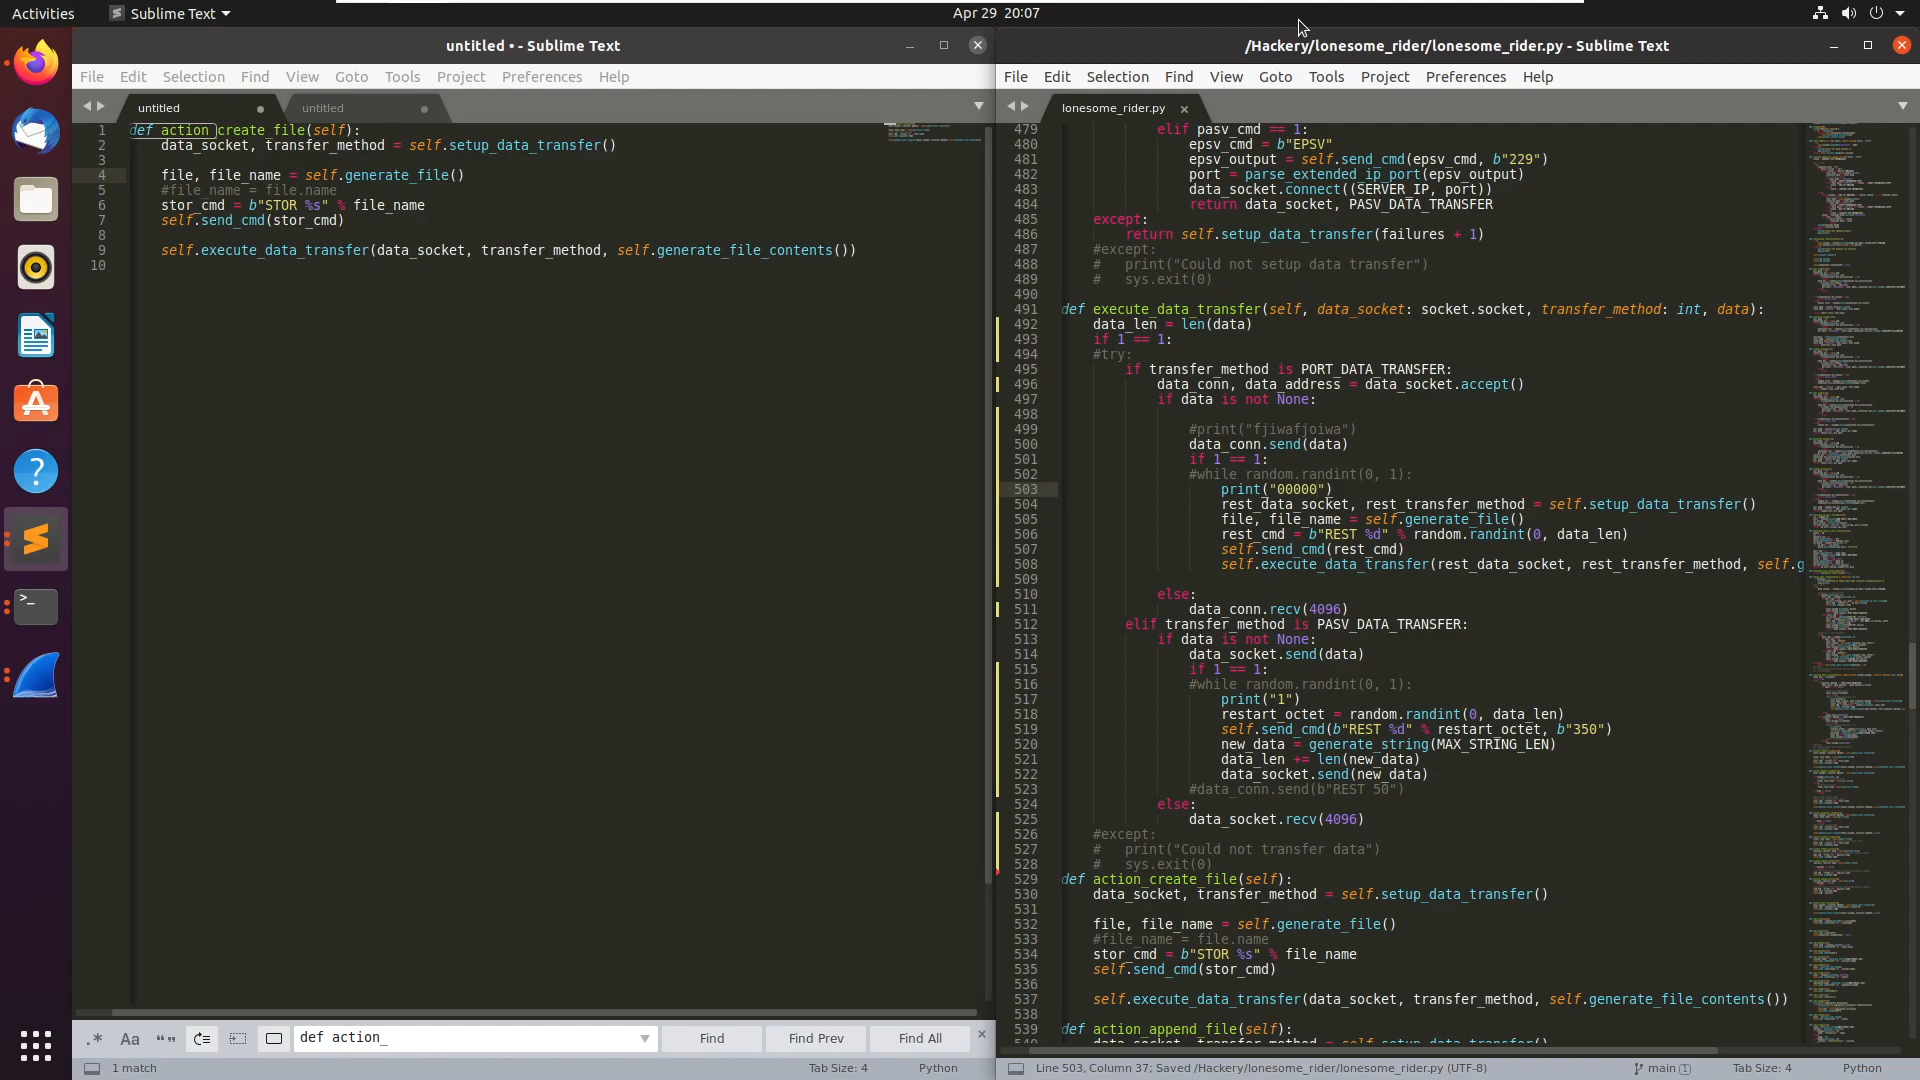 Activities
Sublime Text
Apr 29 20:07
untitled • - Sublime Text
File Edit Selection Find View Goto Tools Project Preferences Help
untitled
untitled
1 def action_create_file(self):
2 data_socket, transfer_method = self.setup_data_transfer()
3
4 file, file_name = self.generate_file()
5 #file_name = file.name
6 stor_cmd = b"STOR %s" % file_name
7 self.send_cmd(stor_cmd)
8
9 self.execute_data_transfer(data_socket, transfer_method, self.generate_file_contents())
10
.* Aa
def action_
Find
Find Prev
Find All
1 match
Tab Size: 4
Python
/Hackery/lonesome_rider/lonesome_rider.py - Sublime Text
File Edit Selection Find View Goto Tools Project Preferences Help
lonesome_rider.py
479 elif pasv_cmd == 1:
480 epsv_cmd = b"EPSV"
481 epsv_output = self.send_cmd(epsv_cmd, b"229")
482 port = parse_extended_ip_port(epsv_output)
483 data_socket.connect((SERVER_IP, port))
484 return data_socket, PASV_DATA_TRANSFER
485 except:
486 return self.setup_data_transfer(failures + 1)
487 #except:
488 # print("Could not setup data transfer")
489 # sys.exit(0)
490
491 def execute_data_transfer(self, data_socket: socket.socket, transfer_method: int, data):
492 data_len = len(data)
493 if 1 == 1:
494 #try:
495 if transfer_method is PORT_DATA_TRANSFER:
496 data_conn, data_address = data_socket.accept()
497 if data is not None:
498
499 #print("fjiwafjoiwa")
500 data_conn.send(data)
501 if 1 == 1:
502 #while random.randint(0, 1):
503 print("00000")
504 rest_data_socket, rest_transfer_method = self.setup_data_transfer()
505 file, file_name = self.generate_file()
506 rest_cmd = b"REST %d" % random.randint(0, data_len)
507 self.send_cmd(rest_cmd)
508 self.execute_data_transfer(rest_data_socket, rest_transfer_method, self.g
509
510 else:
511 data_conn.recv(4096)
512 elif transfer_method is PASV_DATA_TRANSFER:
513 if data is not None:
514 data_socket.send(data)
515 if 1 == 1:
516 #while random.randint(0, 1):
517 print("1")
518 restart_octet = random.randint(0, data_len)
519 self.send_cmd(b"REST %d" % restart_octet, b"350")
520 new_data = generate_string(MAX_STRING_LEN)
521 data_len += len(new_data)
522 data_socket.send(new_data)
523 #data_conn.send(b"REST 50")
524 else:
525 data_socket.recv(4096)
526 #except:
527 # print("Could not transfer data")
528 # sys.exit(0)
529 def action_create_file(self):
530 data_socket, transfer_method = self.setup_data_transfer()
531
532 file, file_name = self.generate_file()
533 #file_name = file.name
534 stor_cmd = b"STOR %s" % file_name
535 self.send_cmd(stor_cmd)
536
537 self.execute_data_transfer(data_socket, transfer_method, self.generate_file_contents())
538
539 def action_append_file(self):
540 data_socket, transfer_method = self.setup_data_transfer()
Line 503, Column 37; Saved /Hackery/lonesome_rider/lonesome_rider.py (UTF-8)
main 1
Tab Size: 4
Python